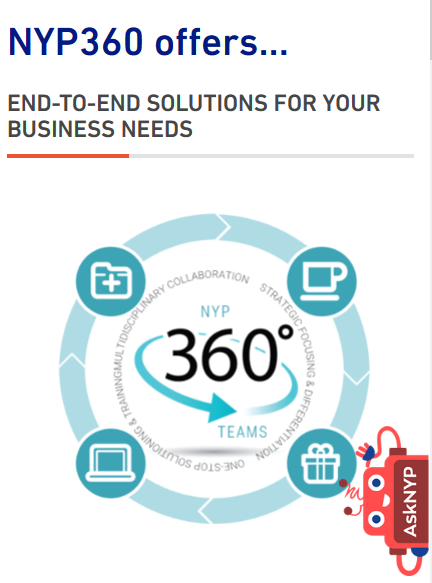 NYP360 offers...
END-TO-END SOLUTIONS FOR YOUR
BUSINESS NEEDS
MULTIDISCIPLINARY COLLABORATION
STRATEGIC FOCUSING & DIFFERENTIATION
ONE-STOP SOLUTIONING & TRAINING
NYP
360°
TEAMS
AskNYP